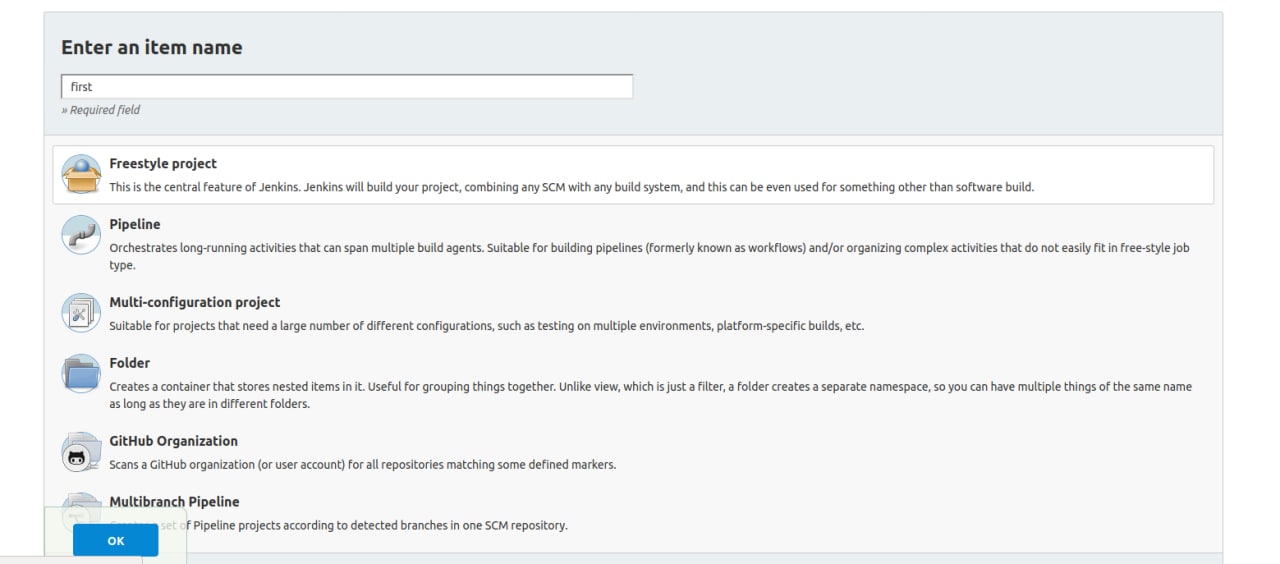 Enter an item name
first
» Required field
Freestyle project
This is the central feature of Jenkins. Jenkins will build your project, combining any SCM with any build system, and this can be even used for something other than software build.
Pipeline
Orchestrates long-running activities that can span multiple build agents. Suitable for building pipelines (formerly known as workflows) and/or organizing complex activities that do not easily fit in free-style job
type.
Multi-configuration project
Suitable for projects that need a large number of different configurations, such as testing on multiple environments, platform-specific builds, etc.
Folder
Creates a container that stores nested items in it. Useful for grouping things together. Unlike view, which is just a filter, a folder creates a separate namespace, so you can have multiple things of the same name
as long as they are in different folders.
GitHub Organization
Scans a GitHub organization (or user account) for all repositories matching some defined markers.
Multibranch Pipeline
set of Pipeline projects according to detected branches in one SCM repository.
OK